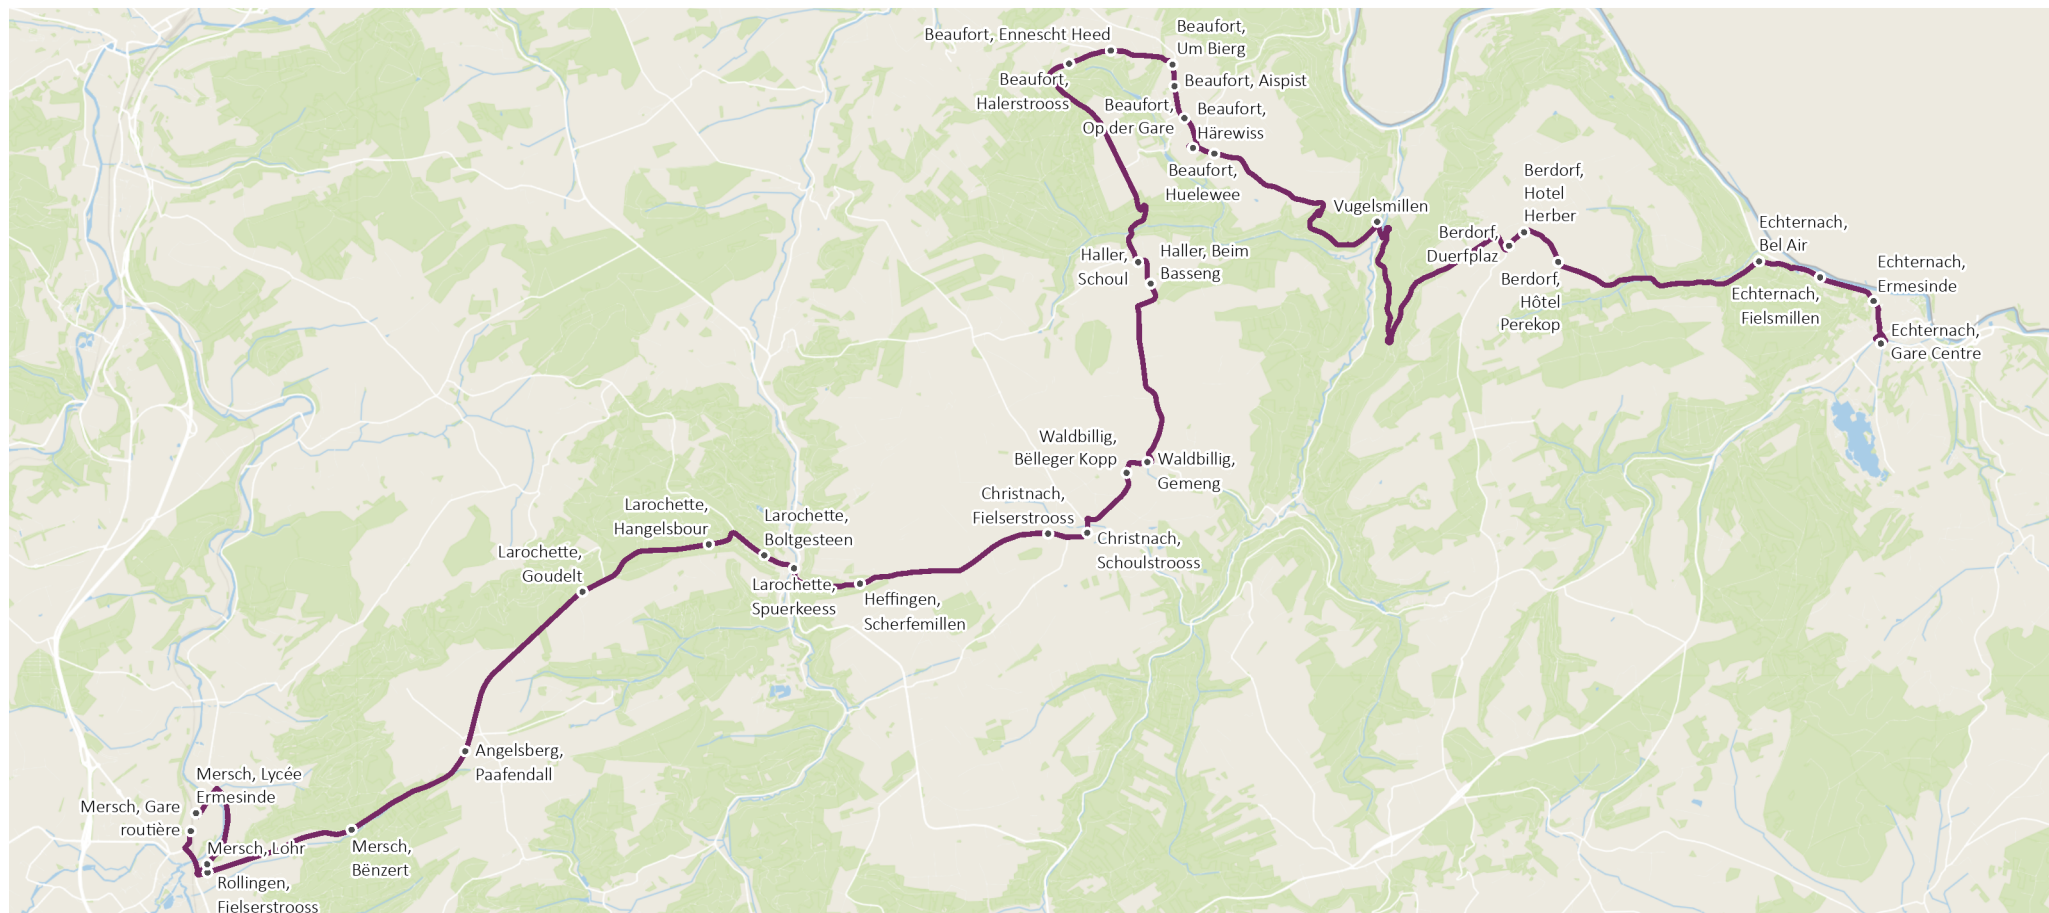 Beaufort, Ennescht Heed
Beaufort,
Um Bierg
Beaufort,
Halerstrooss
Beaufort, Aispist
Beaufort,
Op der Gare
Beaufort,
Härewiss
Beaufort,
Huelewee
Vugelsmillen
Berdorf,
Hotel
Herber
Berdorf,
Duerfplaz
Berdorf,
Hôtel
Perekop
Echternach,
Bel Air
Echternach,
Fielsmillen
Echternach,
Ermesinde
Echternach,
Gare Centre
Haller,
Schoul
Haller, Beim
Basseng
Waldbillig,
Bëlleger Kopp
Waldbillig,
Gemeng
Christnach,
Fielserstrooss
Christnach,
Schoulstrooss
Larochette,
Hangelsbour
Larochette,
Boltgesteen
Larochette,
Goudelt
Larochette,
Spuerkeess
Heffingen,
Scherfemillen
Angelsberg,
Paafendall
Mersch, Lycée
Ermesinde
Mersch, Gare
routière
Mersch, Lohr
Mersch,
Bënzert
Rollingen,
Fielserstrooss